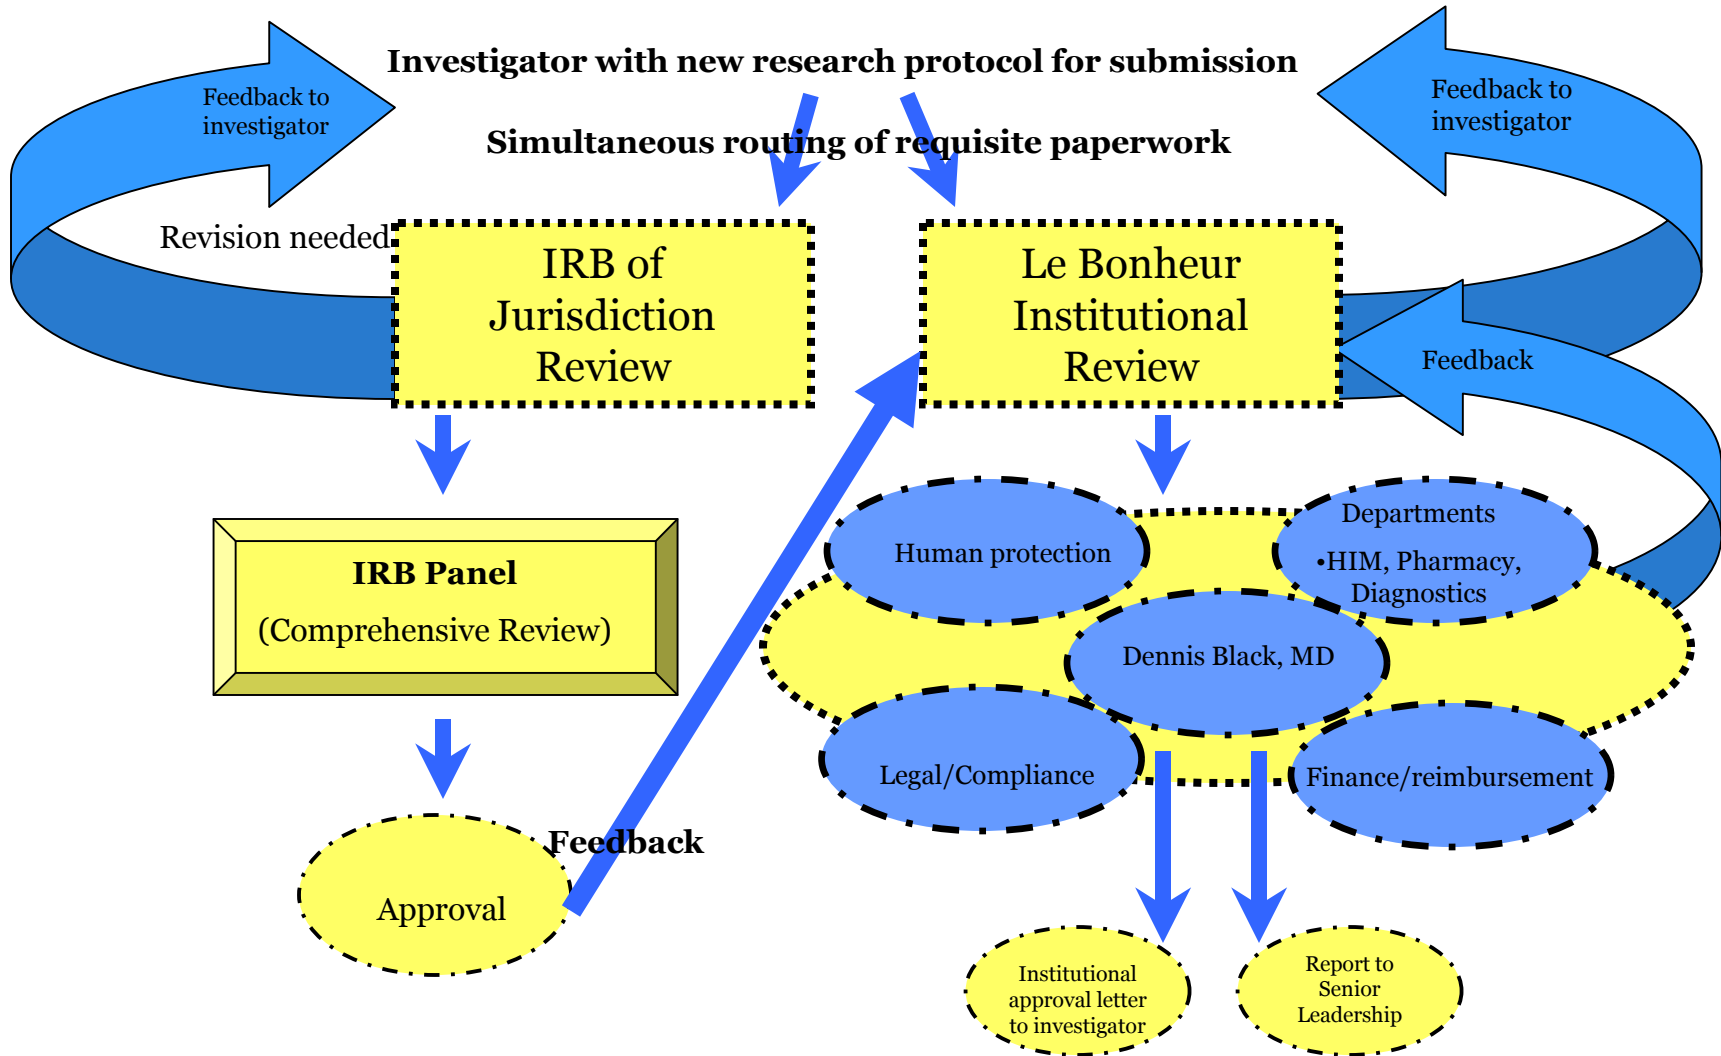 Investigator with new research protocol for submission
Feedback to
investigator
Feedback to
investigator
Simultaneous routing of requisite paperwork
Revision needed
IRB of
Jurisdiction
Review
Le Bonheur
Institutional
Review
Feedback
Human protection
Departments
•HIM, Pharmacy,
Diagnostics
IRB Panel
(Comprehensive Review)
Dennis Black, MD
Legal/Compliance
Finance/reimbursement
Feedback
Approval
Institutional
approval letter
to investigator
Report to
Senior
Leadership